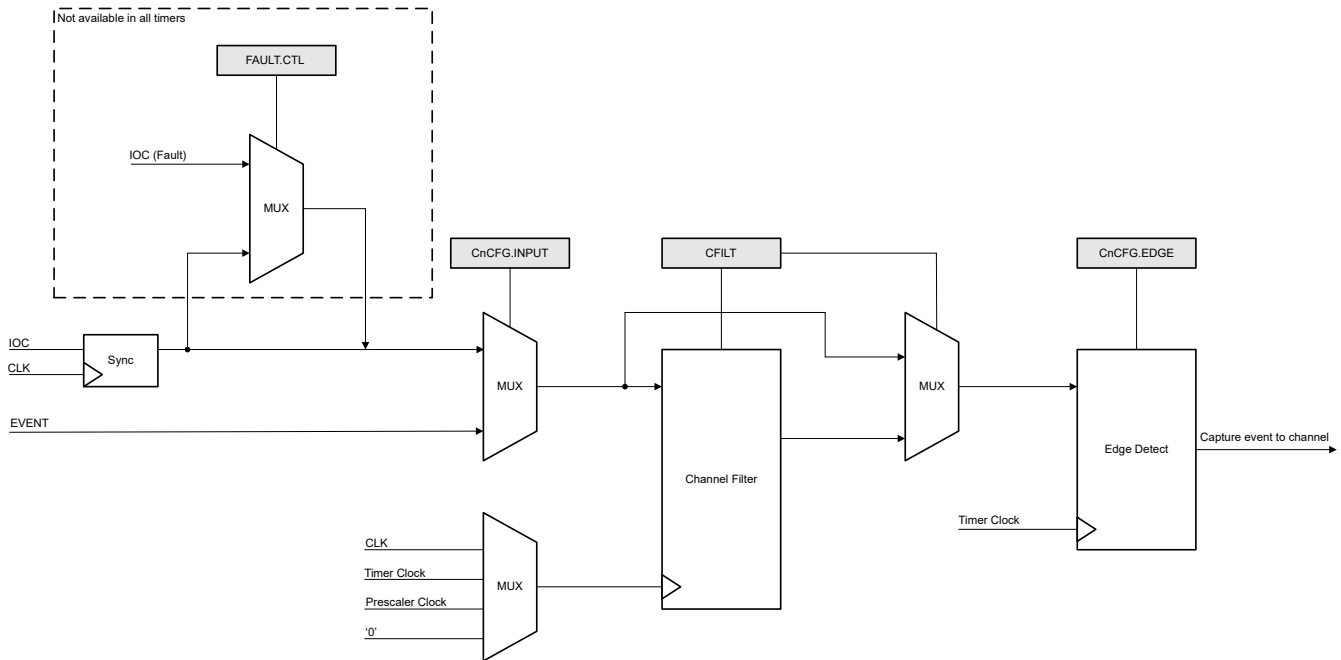 Not available in all timers
FAULT.CTL
IOC (Fault)
MUX
CnCFG.INPUT
CFILT
CnCFG.EDGE
IOC
CLK
Sync
MUX
MUX
EVENT
Capture event to channel
Edge Detect
Channel Filter
Timer Clock
CLK
Timer Clock
MUX
Prescaler Clock
‘0’